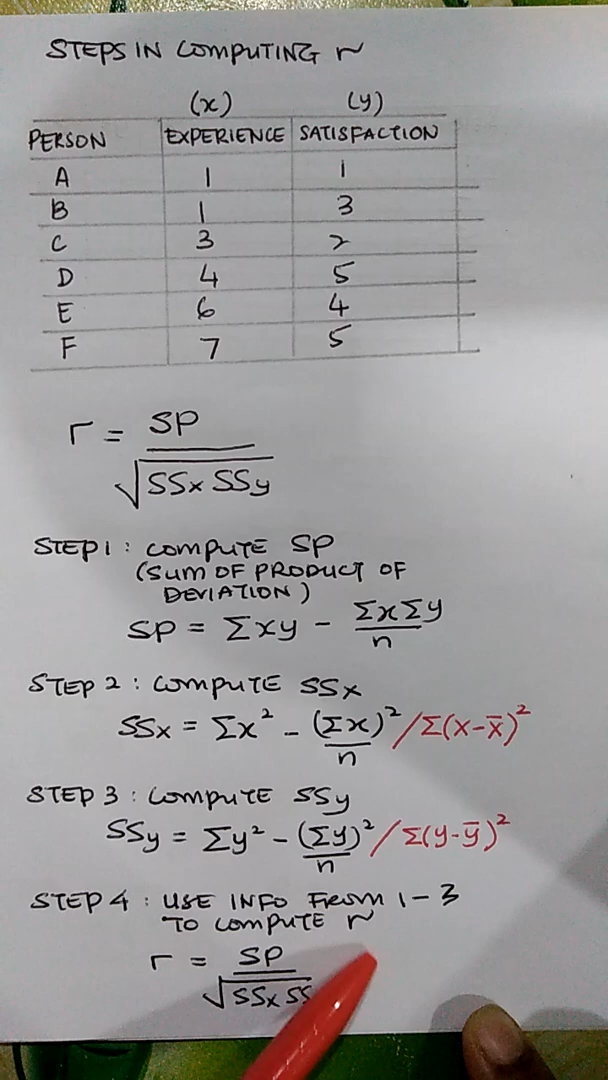 STEPS IN COMPUTING r
(x) (y)
PERSON EXPERIENCE SATISFACTION
A 1 1
B 1 3
C 3 2
D 4 5
E 6 4
F 7 5
r = SP / √SSx SSy
STEP 1 : COMPUTE SP
(SUM OF PRODUCT OF
DEVIATION)
SP = Σxy - ΣxΣy / n
STEP 2 : COMPUTE SSx
SSx = Σx² - (Σx)² / n / Σ(x-x̄)²
STEP 3 : COMPUTE SSy
SSy = Σy² - (Σy)² / n / Σ(y-ȳ)²
STEP 4 : USE INFO FROM 1-3
TO COMPUTE r
r = SP / √SSx SS